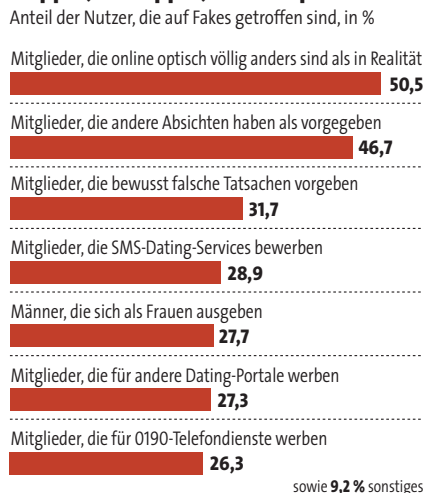 Anteil der Nutzer, die auf Fakes getroffen sind, in %
Mitglieder, die online optisch völlig anders sind als in Realität
50,5
Mitglieder, die andere Absichten haben als vorgegeben
46,7
Mitglieder, die bewusst falsche Tatsachen vorgeben
31,7
Mitglieder, die SMS-Dating-Services bewerben
28,9
Männer, die sich als Frauen ausgeben
27,7
Mitglieder, die für andere Dating-Portale werben
27,3
Mitglieder, die für 0190-Telefondienste werben
26,3
sowie 9,2 % sonstiges